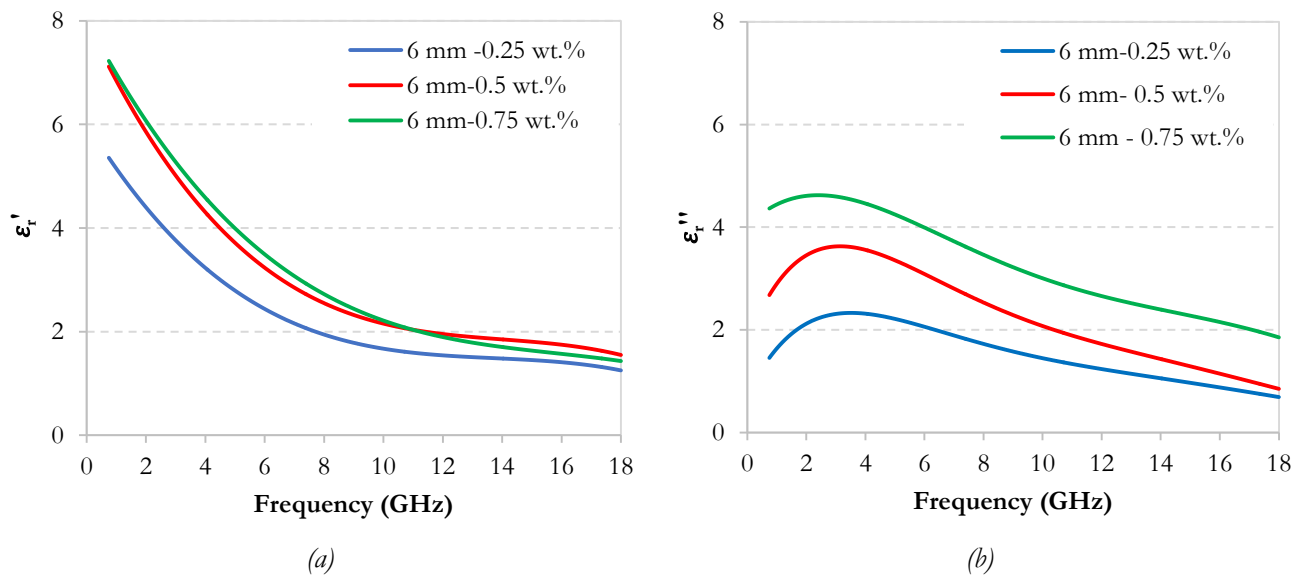 8
6
4
2
0
εr'
6 mm -0.25 wt.%
6 mm-0.5 wt.%
6 mm-0.75 wt.%
0 2 4 6 8 10 12 14 16 18
Frequency (GHz)
(a)
8
6
4
2
0
εr''
6 mm-0.25 wt.%
6 mm- 0.5 wt.%
6 mm - 0.75 wt.%
0 2 4 6 8 10 12 14 16 18
Frequency (GHz)
(b)